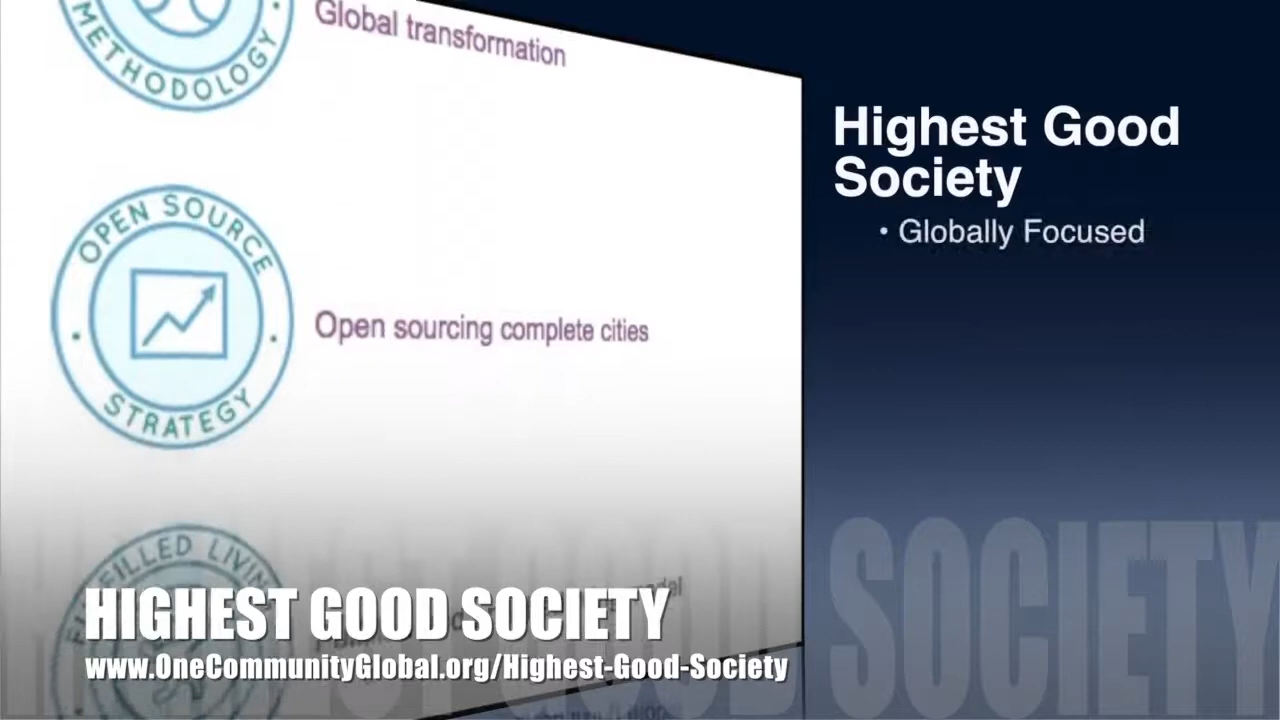 METHODOLOGY
Global transformation
Highest Good
Society
• Globally Focused
OPEN SOURCE
STRATEGY
Open sourcing complete cities
SOCIETY
HIGHEST GOOD SOCIETY
www.OneCommunityGlobal.org/Highest-Good-Society